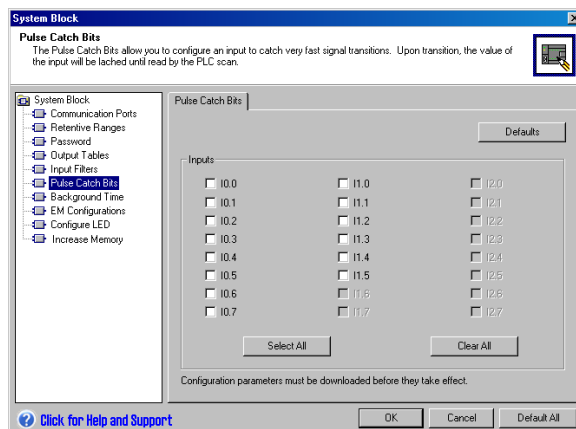 System Block
Pulse Catch Bits
The Pulse Catch Bits allow you to configure an input to catch very fast signal transitions. Upon transition, the value of
the input will be lached until read by the PLC scan.
System Block
Communication Ports
Retentive Ranges
Password
Output Tables
Input Filters
Pulse Catch Bits
Background Time
EM Configurations
Configure LED
Increase Memory
Pulse Catch Bits
Defaults
Inputs
I0.0 I1.0 I2.0
I0.1 I1.1 I2.1
I0.2 I1.2 I2.2
I0.3 I1.3 I2.3
I0.4 I1.4 I2.4
I0.5 I1.5 I2.5
I0.6 I1.6 I2.6
I0.7 I1.7 I2.7
Select All Clear All
Configuration parameters must be downloaded before they take effect.
Click for Help and Support
OK Cancel Default All